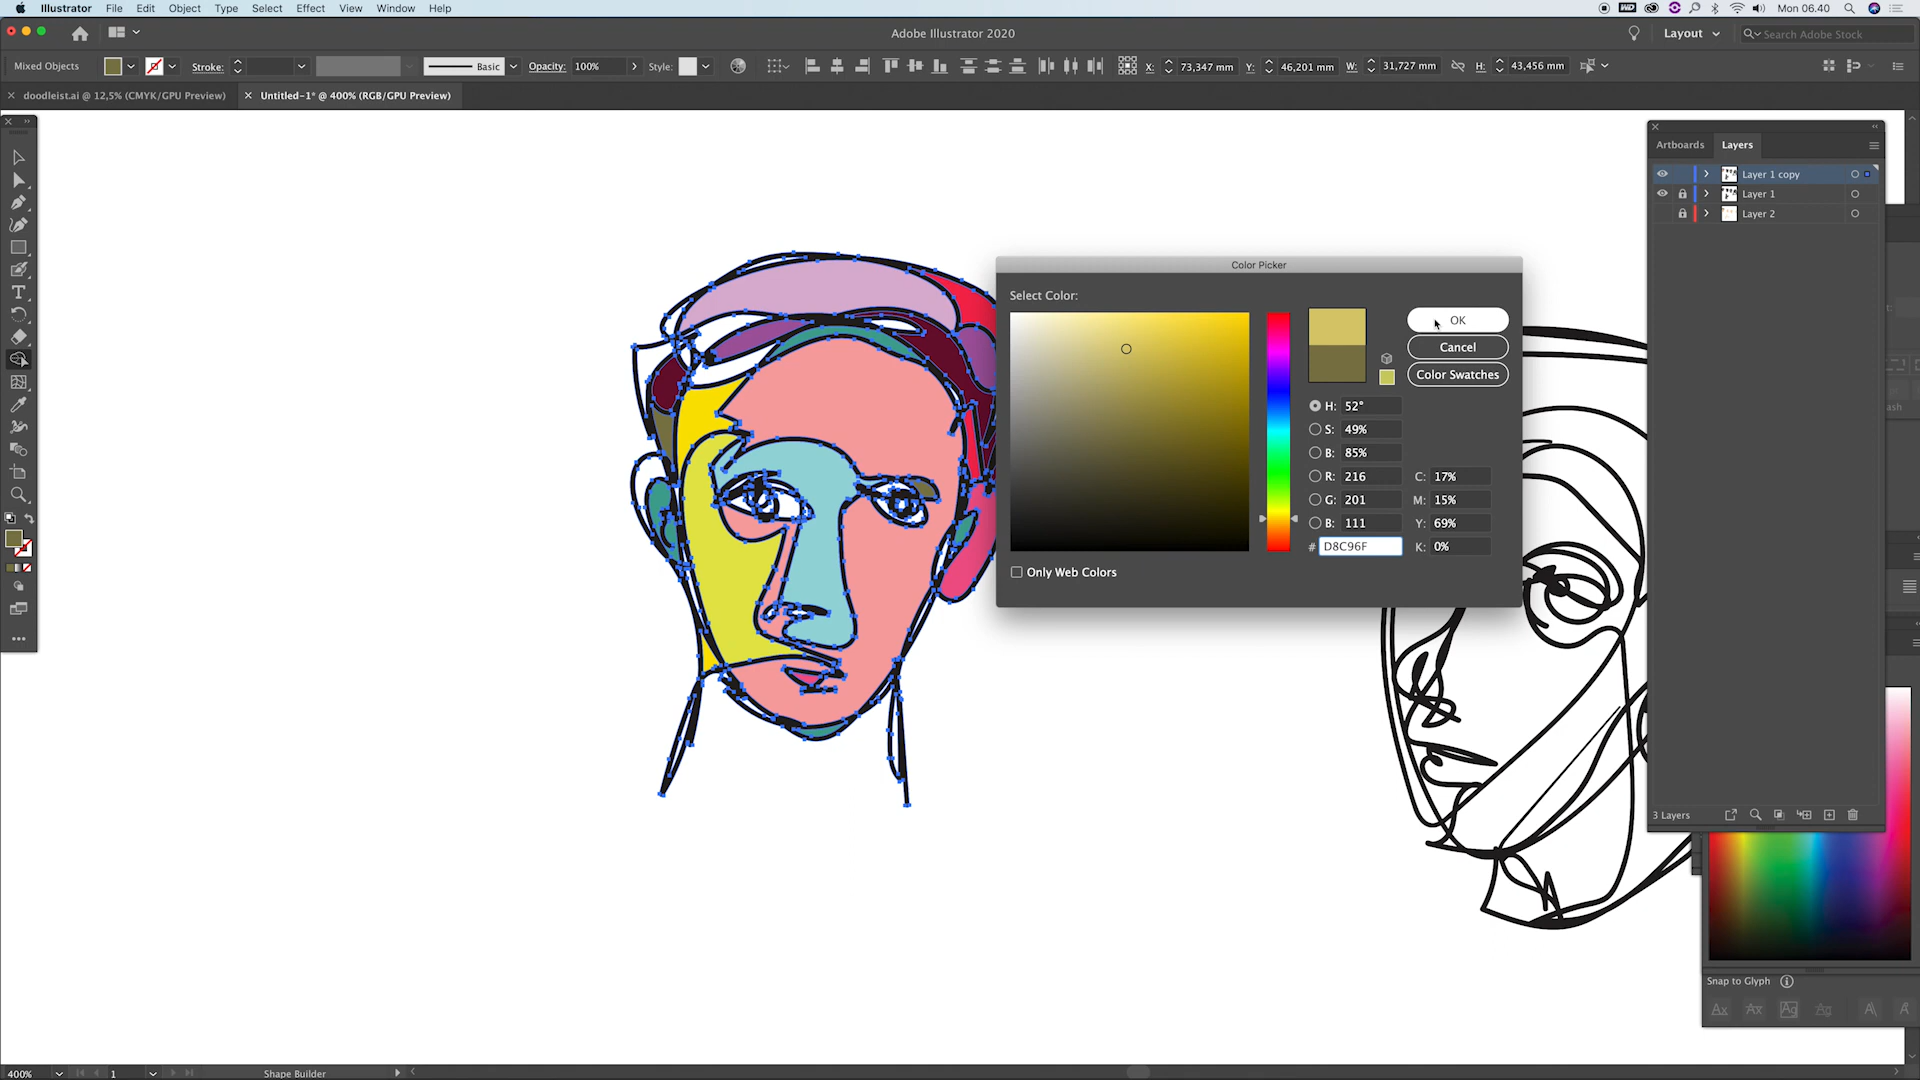 Illustrator File Edit Object Type Select Effect View Window Help Mon 06.40
Adobe Illustrator 2020
Layout
Search Adobe Stock
Mixed Objects Stroke: Basic Opacity: 100% Style: X: 73,347 mm Y: 46,201 mm W: 31,727 mm H: 43,456 mm
doodleist.ai @ 12,5% (CMYK/GPU Preview) Untitled-1* @ 400% (RGB/GPU Preview)
Artboards Layers
Layer 1 copy
Layer 1
Layer 2
Color Picker
Select Color:
OK
Cancel
Color Swatches
H: 52°
S: 49%
B: 85%
R: 216 C: 17%
G: 201 M: 15%
B: 111 Y: 69%
# D8C96F K: 0%
Only Web Colors
3 Layers
Snap to Glyph
400% 1 Shape Builder